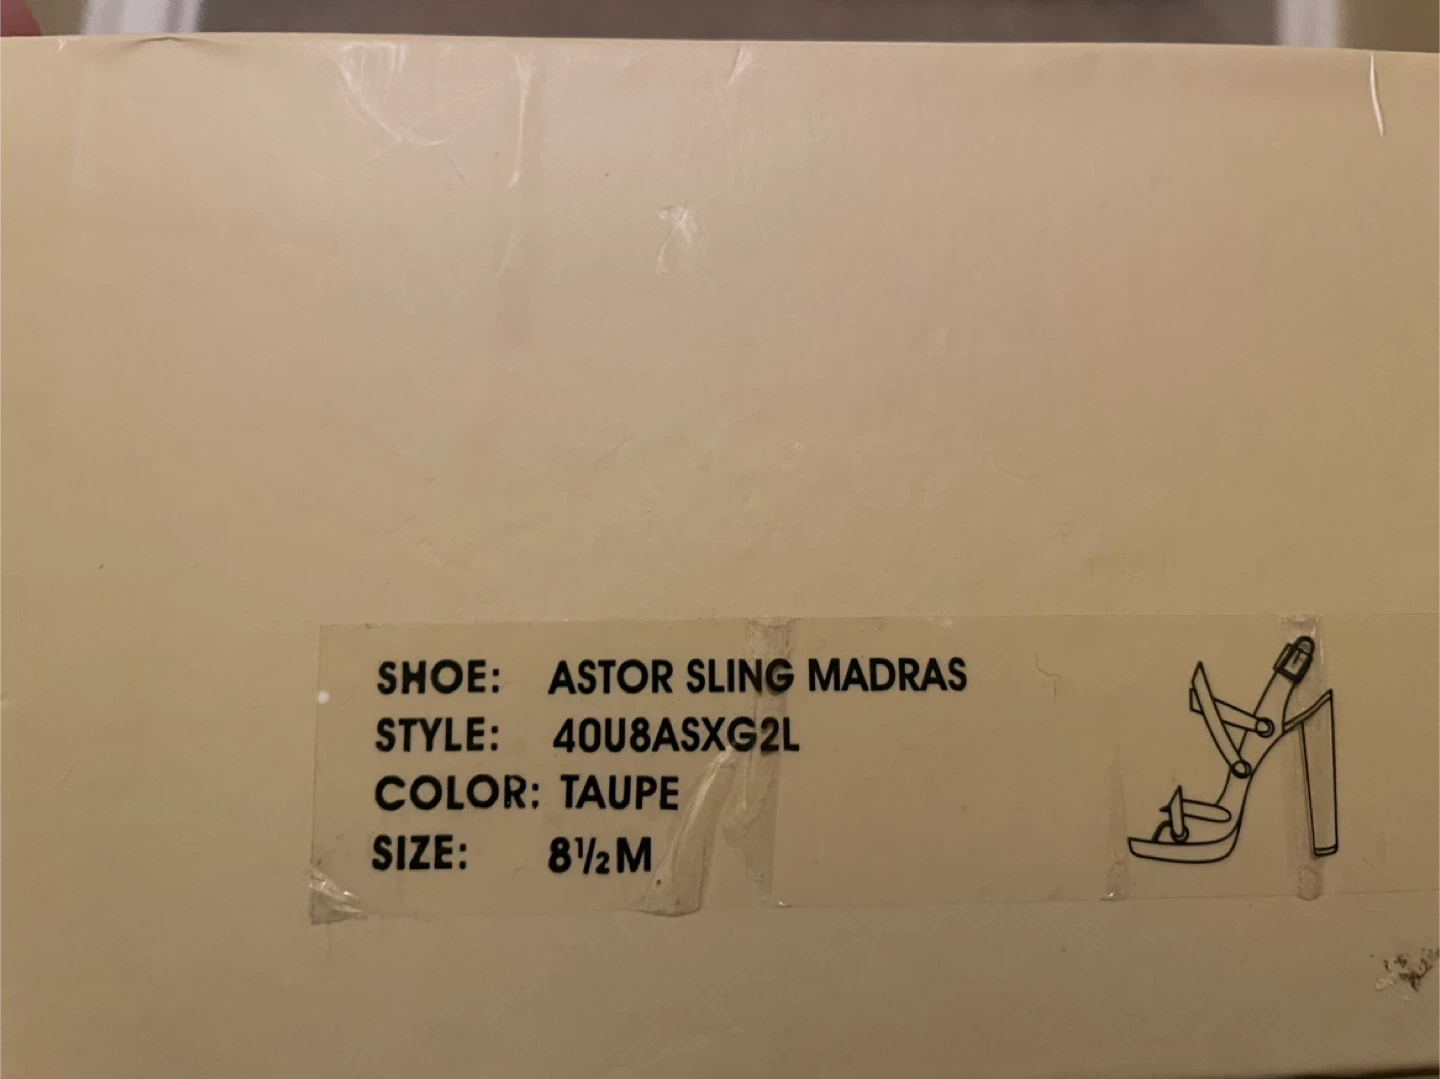 SHOE: ASTOR SLING MADRAS
STYLE: 40U8ASXG2L
COLOR: TAUPE
SIZE: 8½M